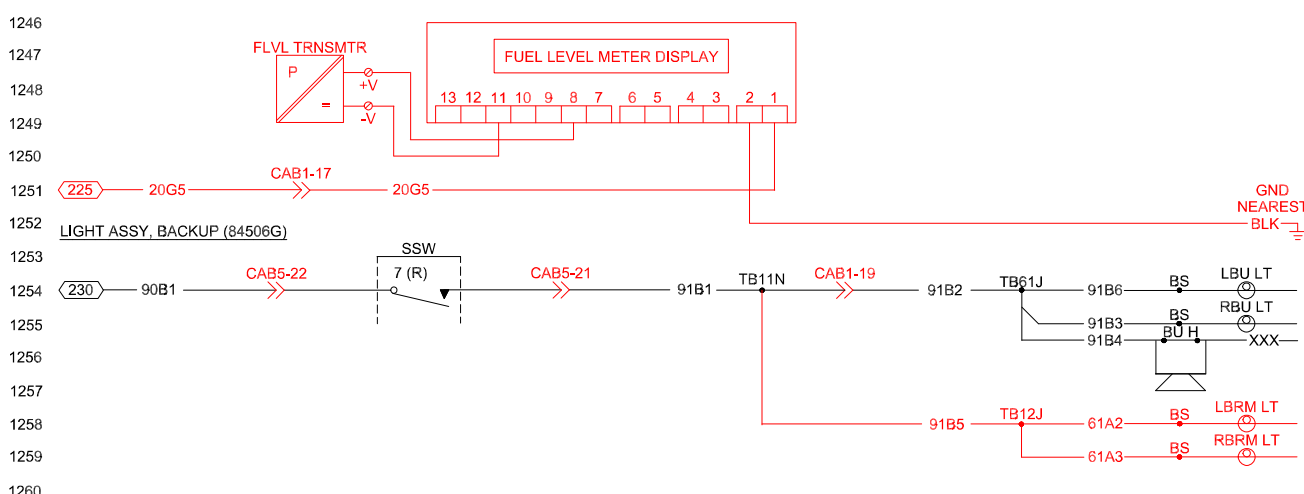 1246
1247
FLVL TRNSMTR
FUEL LEVEL METER DISPLAY
P
+V
1248
=
-V
13 12 11 10 9 8 7 6 5 4 3 2 1
1249
1250
CAB1-17
1251
225 20G5 20G5
GND
NEAREST
1252
BLK
LIGHT ASSY, BACKUP (84506G)
1253
SSW
CAB5-22 7 (R) CAB5-21 TB11N CAB1-19 TB61J LBU LT
1254 230 90B1 91B1 91B2 91B6 BS
RBU LT
1255 91B3 BS
91B4 BU H XXX
1256
1257
LBRM LT
1258 91B5 TB12J 61A2 BS
RBRM LT
1259 61A3 BS
1260